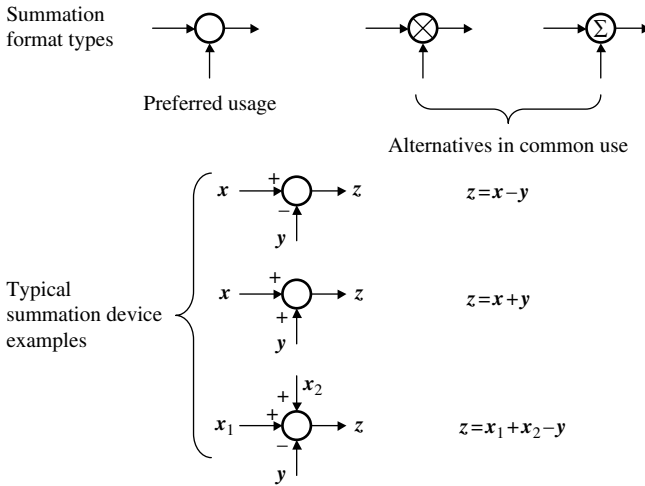 Summation
format types
Σ
Preferred usage
Alternatives in common use
Typical
summation device
examples
x + z
−
y
z=x−y
x + z
+
y
z=x+y
x₂
+
x₁ + z
−
y
z=x₁+x₂−y